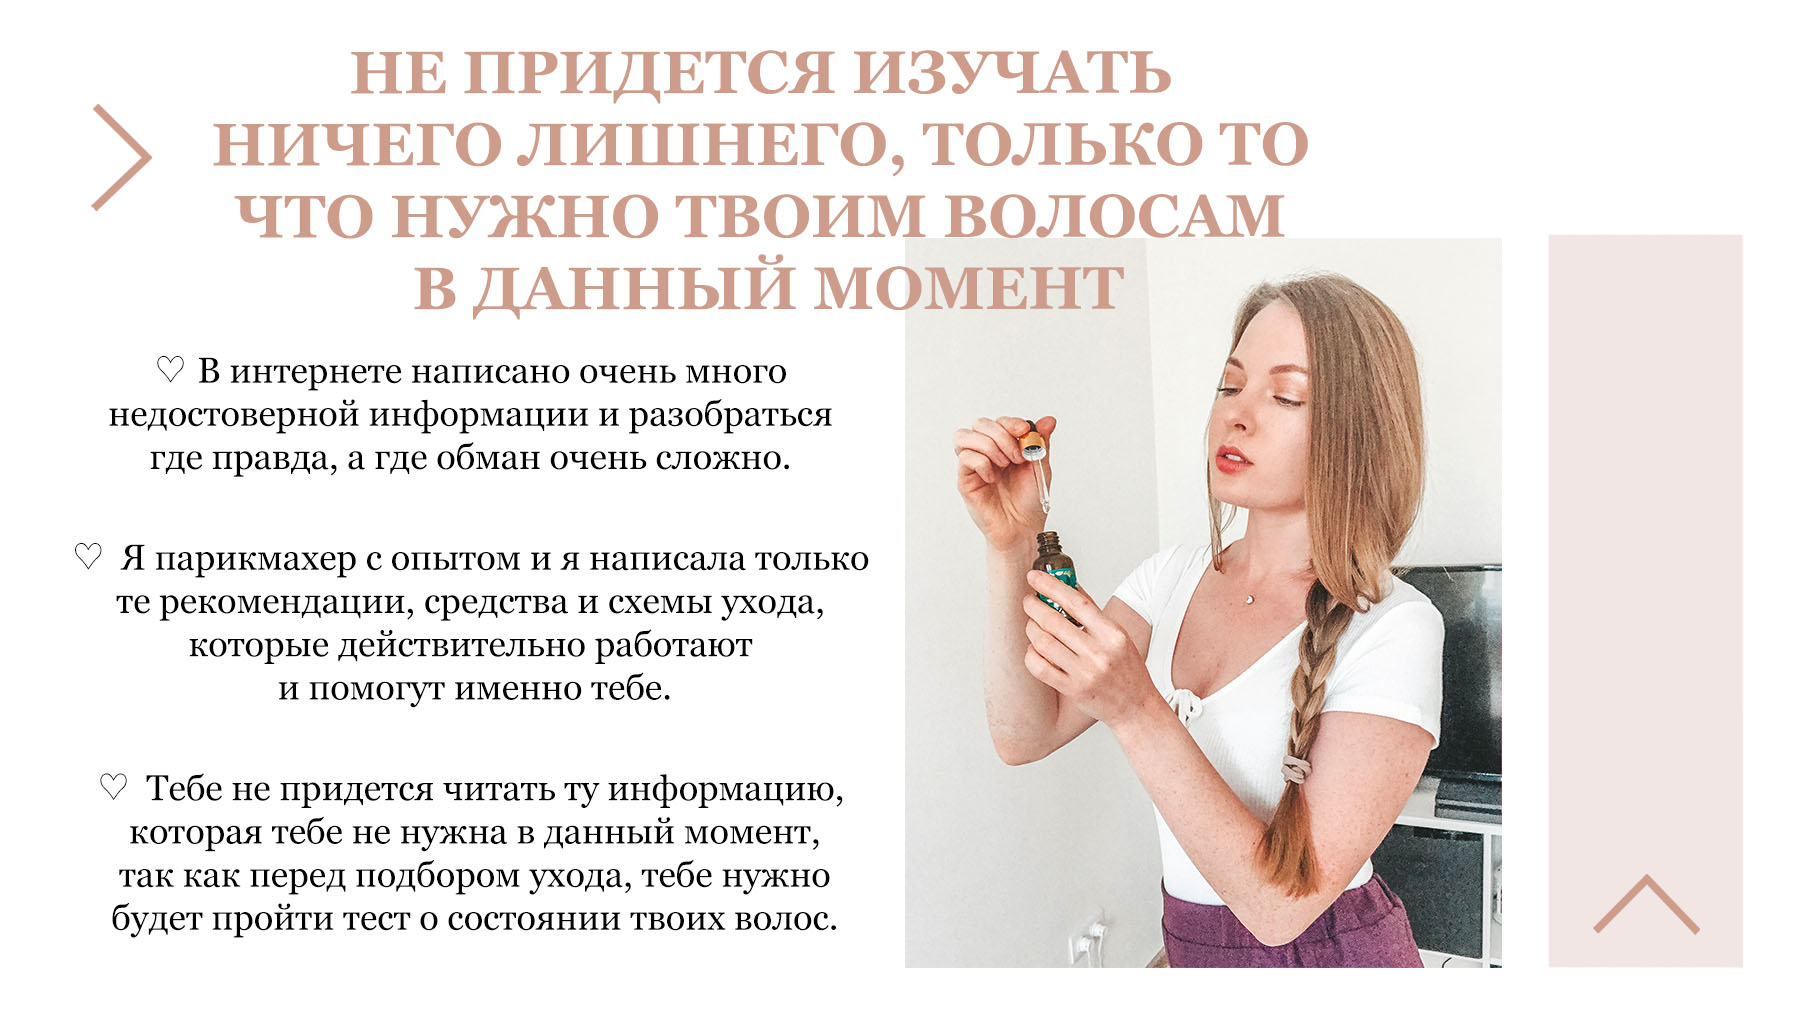 НЕ ПРИДЕТСЯ ИЗУЧАТЬ
НИЧЕГО ЛИШНЕГО, ТОЛЬКО ТО
ЧТО НУЖНО ТВОИМ ВОЛОСАМ
В ДАННЫЙ МОМЕНТ
♡ В интернете написано очень много
недостоверной информации и разобраться
где правда, а где обман очень сложно.
♡ Я парикмахер с опытом и я написала только
те рекомендации, средства и схемы ухода,
которые действительно работают
и помогут именно тебе.
♡ Тебе не придется читать ту информацию,
которая тебе не нужна в данный момент,
так как перед подбором ухода, тебе нужно
будет пройти тест о состоянии твоих волос.